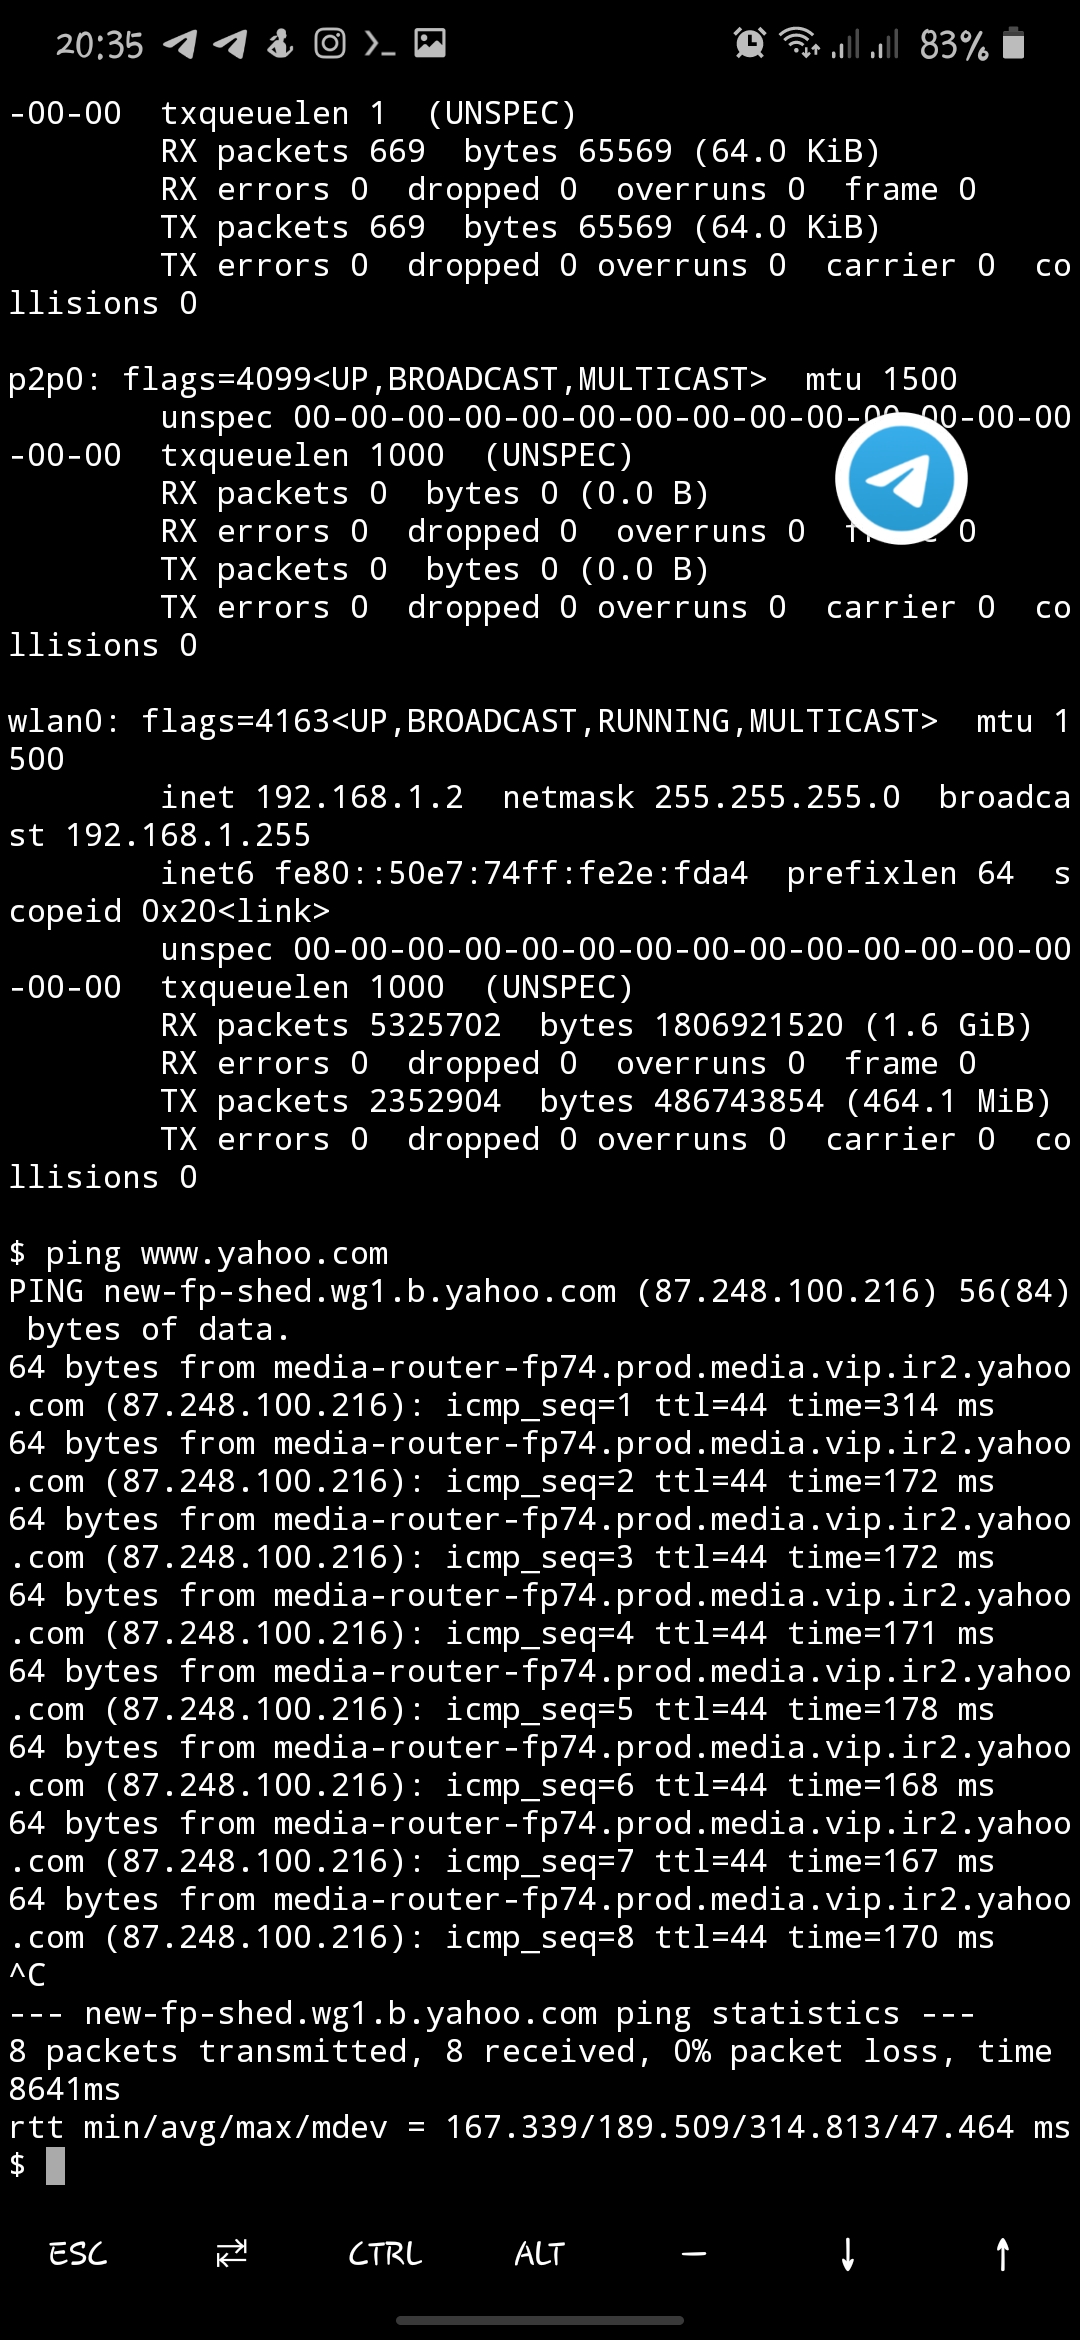 20:35 83%
-00-00  txqueuelen 1  (UNSPEC)
        RX packets 669  bytes 65569 (64.0 KiB)
        RX errors 0  dropped 0  overruns 0  frame 0
        TX packets 669  bytes 65569 (64.0 KiB)
        TX errors 0  dropped 0 overruns 0  carrier 0  co
llisions 0

p2p0: flags=4099<UP,BROADCAST,MULTICAST>  mtu 1500
        unspec 00-00-00-00-00-00-00-00-00-00-00-00-00-00
-00-00  txqueuelen 1000  (UNSPEC)
        RX packets 0  bytes 0 (0.0 B)
        RX errors 0  dropped 0  overruns 0  0
        TX packets 0  bytes 0 (0.0 B)
        TX errors 0  dropped 0 overruns 0  carrier 0  co
llisions 0

wlan0: flags=4163<UP,BROADCAST,RUNNING,MULTICAST>  mtu 1
500
        inet 192.168.1.2  netmask 255.255.255.0  broadca
st 192.168.1.255
        inet6 fe80::50e7:74ff:fe2e:fda4  prefixlen 64  s
copeid 0x20<link>
        unspec 00-00-00-00-00-00-00-00-00-00-00-00-00-00
-00-00  txqueuelen 1000  (UNSPEC)
        RX packets 5325702  bytes 1806921520 (1.6 GiB)
        RX errors 0  dropped 0  overruns 0  frame 0
        TX packets 2352904  bytes 486743854 (464.1 MiB)
        TX errors 0  dropped 0 overruns 0  carrier 0  co
llisions 0

$ ping www.yahoo.com
PING new-fp-shed.wg1.b.yahoo.com (87.248.100.216) 56(84)
 bytes of data.
64 bytes from media-router-fp74.prod.media.vip.ir2.yahoo
.com (87.248.100.216): icmp_seq=1 ttl=44 time=314 ms
64 bytes from media-router-fp74.prod.media.vip.ir2.yahoo
.com (87.248.100.216): icmp_seq=2 ttl=44 time=172 ms
64 bytes from media-router-fp74.prod.media.vip.ir2.yahoo
.com (87.248.100.216): icmp_seq=3 ttl=44 time=172 ms
64 bytes from media-router-fp74.prod.media.vip.ir2.yahoo
.com (87.248.100.216): icmp_seq=4 ttl=44 time=171 ms
64 bytes from media-router-fp74.prod.media.vip.ir2.yahoo
.com (87.248.100.216): icmp_seq=5 ttl=44 time=178 ms
64 bytes from media-router-fp74.prod.media.vip.ir2.yahoo
.com (87.248.100.216): icmp_seq=6 ttl=44 time=168 ms
64 bytes from media-router-fp74.prod.media.vip.ir2.yahoo
.com (87.248.100.216): icmp_seq=7 ttl=44 time=167 ms
64 bytes from media-router-fp74.prod.media.vip.ir2.yahoo
.com (87.248.100.216): icmp_seq=8 ttl=44 time=170 ms
^C
--- new-fp-shed.wg1.b.yahoo.com ping statistics ---
8 packets transmitted, 8 received, 0% packet loss, time
8641ms
rtt min/avg/max/mdev = 167.339/189.509/314.813/47.464 ms
$
ESC ⇄ CTRL ALT — ↓ ↑